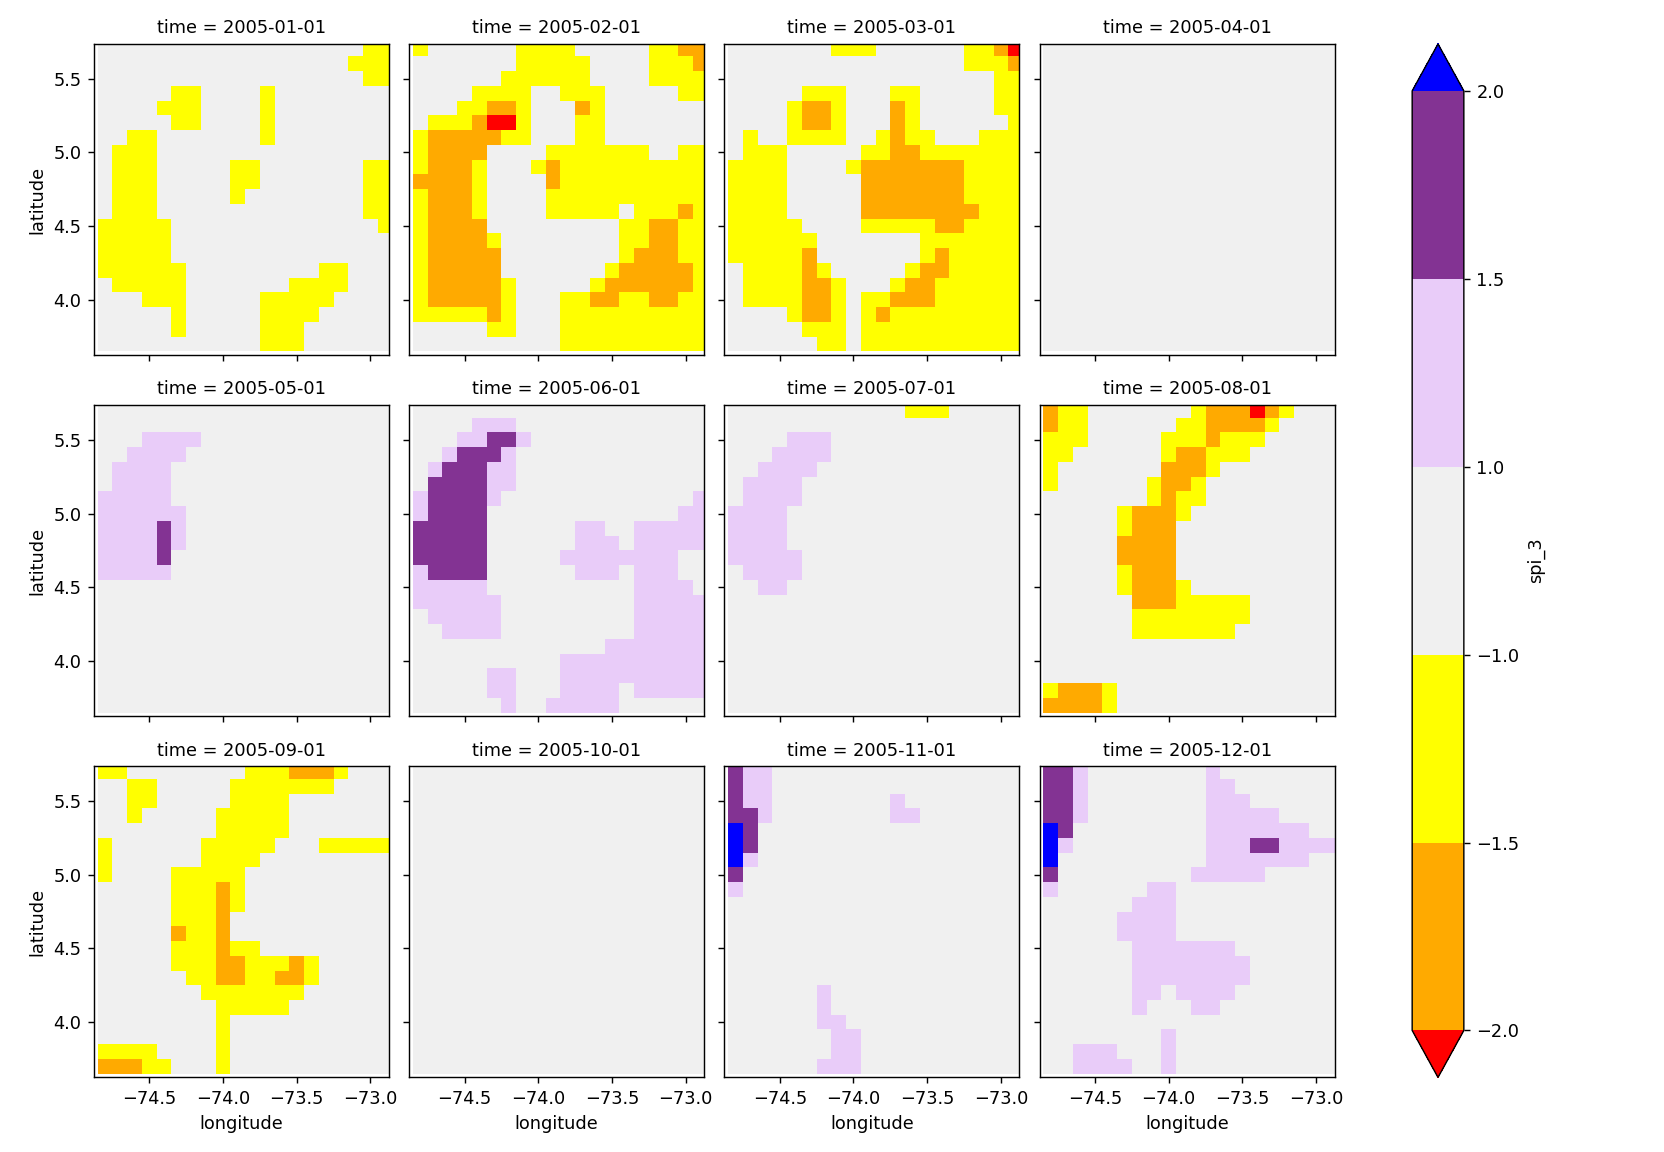 time = 2005-01-01
time = 2005-02-01
time = 2005-03-01
time = 2005-04-01
latitude
5.5
5.0
4.5
4.0
time = 2005-05-01
time = 2005-06-01
time = 2005-07-01
time = 2005-08-01
latitude
5.5
5.0
4.5
4.0
time = 2005-09-01
time = 2005-10-01
time = 2005-11-01
time = 2005-12-01
latitude
5.5
5.0
4.5
4.0
−74.5 −74.0 −73.5 −73.0
longitude
−74.5 −74.0 −73.5 −73.0
longitude
−74.5 −74.0 −73.5 −73.0
longitude
−74.5 −74.0 −73.5 −73.0
longitude
2.0
1.5
1.0
−1.0
−1.5
−2.0
spi_3